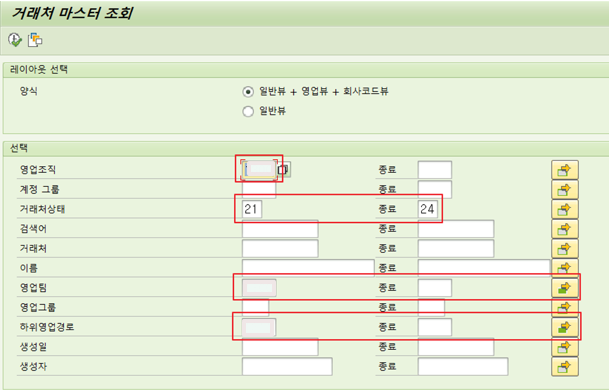 거래처 마스터 조회
레이아웃 선택
양식 일반뷰 + 영업뷰 + 회사코드뷰
일반뷰
선택
영업조직 종료
계정 그룹 종료
거래처상태 21 종료 24
검색어 종료
거래처 종료
이름 종료
영업팀 종료
영업그룹 종료
하위영업경로 종료
생성일 종료
생성자 종료